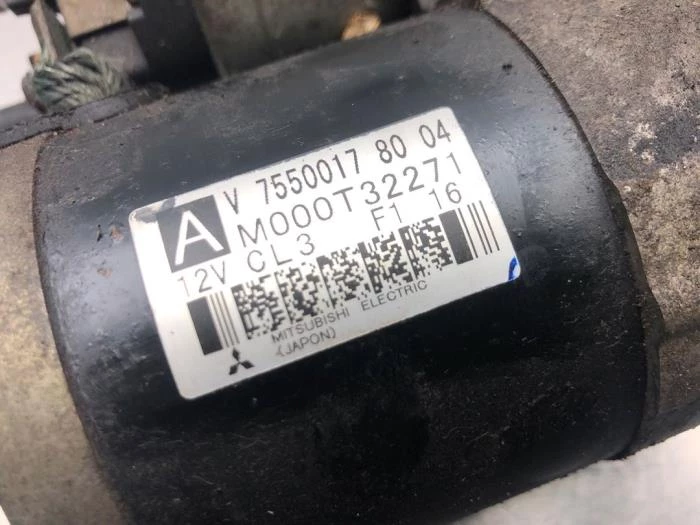 V 7550017 80 04
A M000T32271
12V CL3 F1 16
MITSUBISHI ELECTRIC
(JAPON)